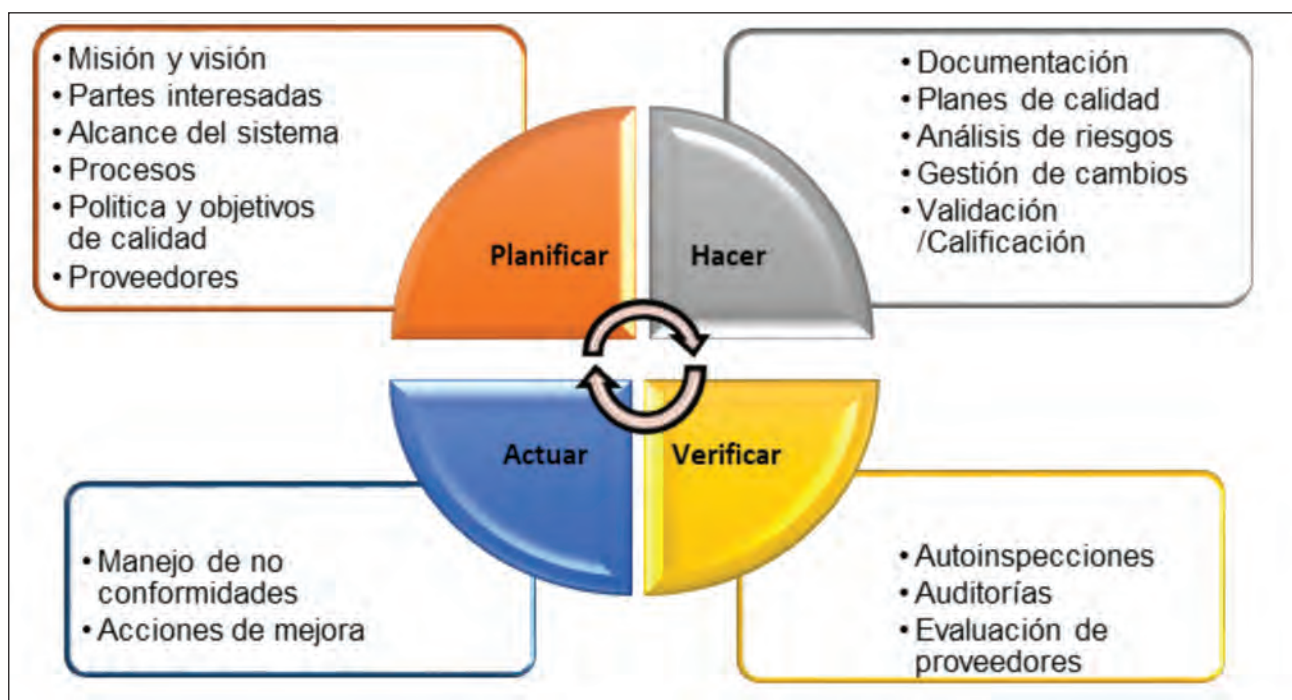 • Misión y visión
• Partes interesadas
• Alcance del sistema
• Procesos
• Politica y objetivos
de calidad
• Proveedores
• Documentación
• Planes de calidad
• Análisis de riesgos
• Gestión de cambios
• Validación
/Calificación
Planificar
Hacer
Actuar
Verificar
• Manejo de no
conformidades
• Acciones de mejora
• Autoinspecciones
• Auditorías
• Evaluación de
proveedores